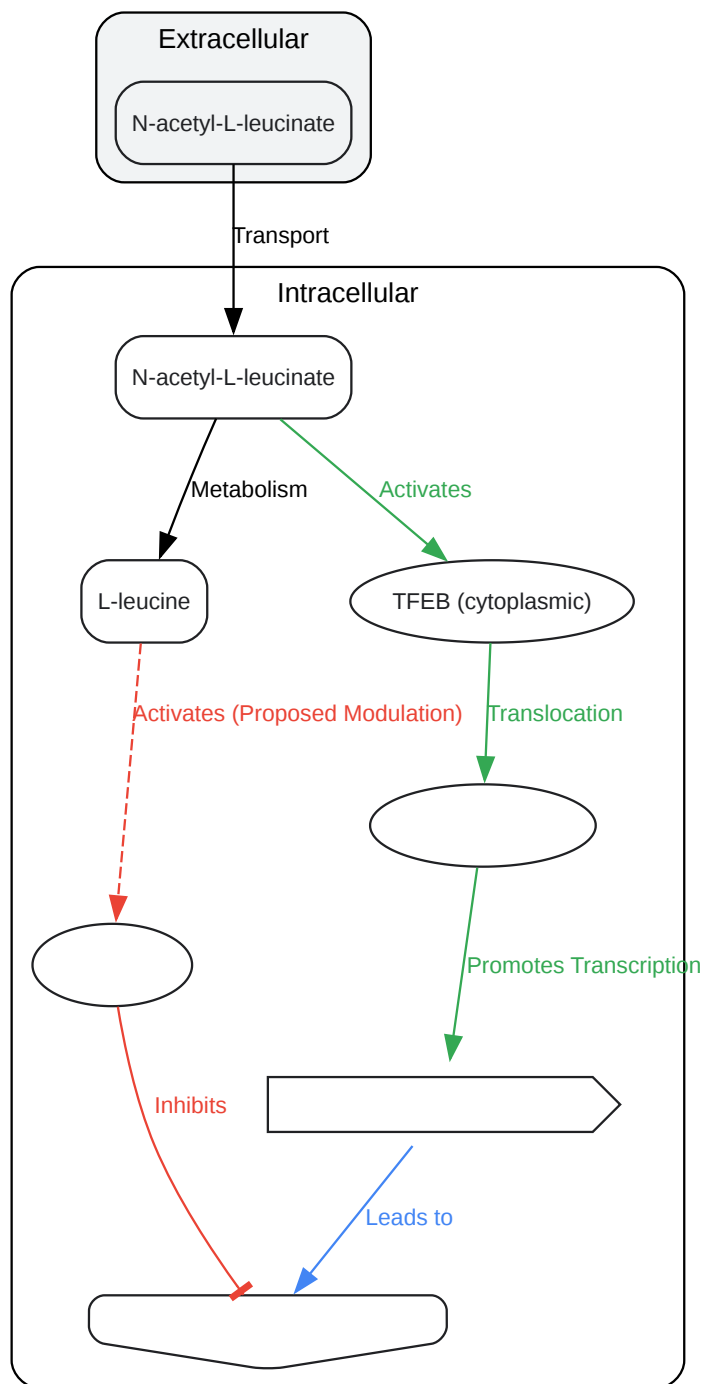 Extracellular
N-acetyl-L-leucinate
Transport
Intracellular
N-acetyl-L-leucinate
Metabolism
Activates
L-leucine
TFEB (cytoplasmic)
Activates (Proposed Modulation)
Translocation
Promotes Transcription
Inhibits
Leads to